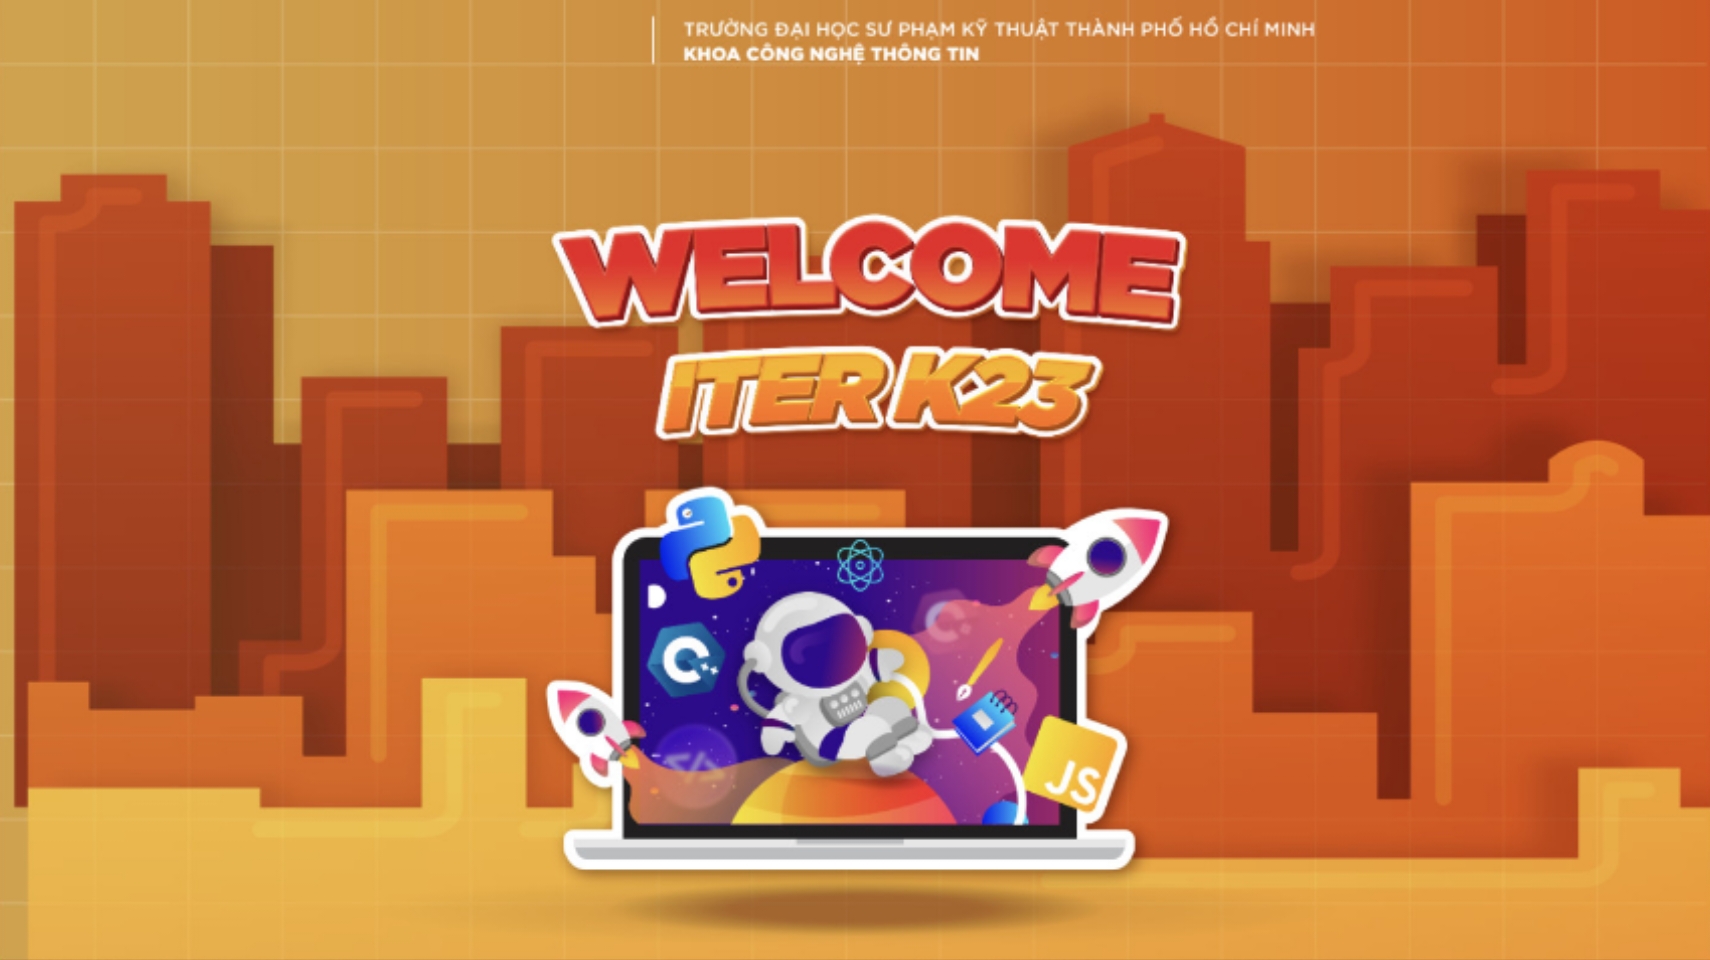 TRƯỜNG ĐẠI HỌC SƯ PHẠM KỸ THUẬT THÀNH PHỐ HỒ CHÍ MINH
KHOA CÔNG NGHỆ THÔNG TIN
WELCOME
ITER K23
C++
</>
JS